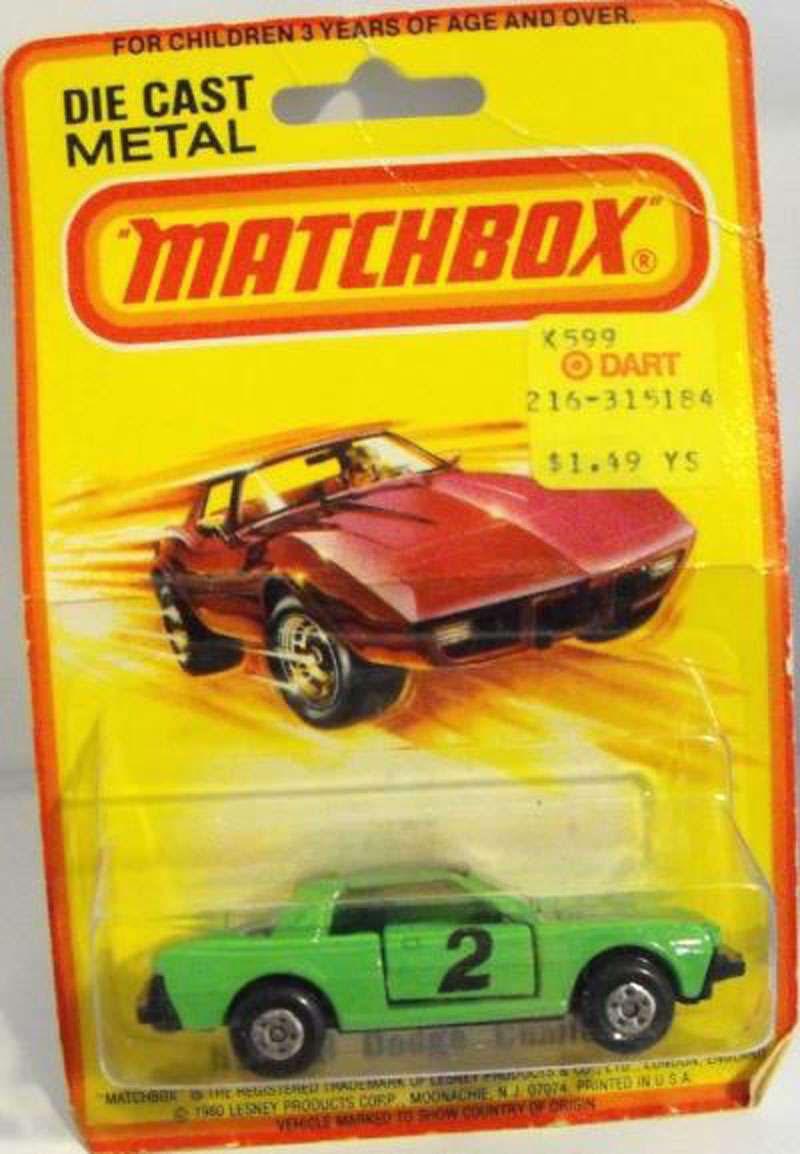 FOR CHILDREN 3 YEARS OF AGE AND OVER.
DIE CAST
METAL
"MATCHBOX"®
K599
DART
216-315184
$1.49 YS
2
Dodge
"MATCHBOX" IS THE REGISTERED TRADEMARK OF LESNEY PRODUCTS & CO., LTD., LONDON, ENGLAND
© 1980 LESNEY PRODUCTS CORP., MOONACHIE, N.J. 07074 PRINTED IN U.S.A.
VEHICLE MARKED TO SHOW COUNTRY OF ORIGIN